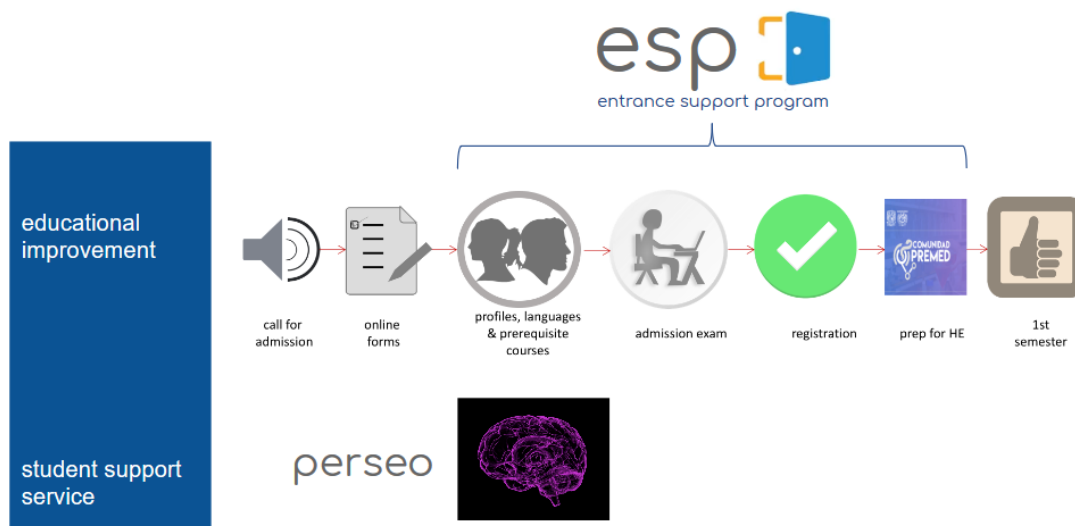 esp
entrance support program
educational
improvement
call for
admission
online
forms
profiles, languages
& prerequisite
courses
admission exam
registration
COMUNIDAD
PREMED
prep for HE
1st
semester
student support
service
perseo